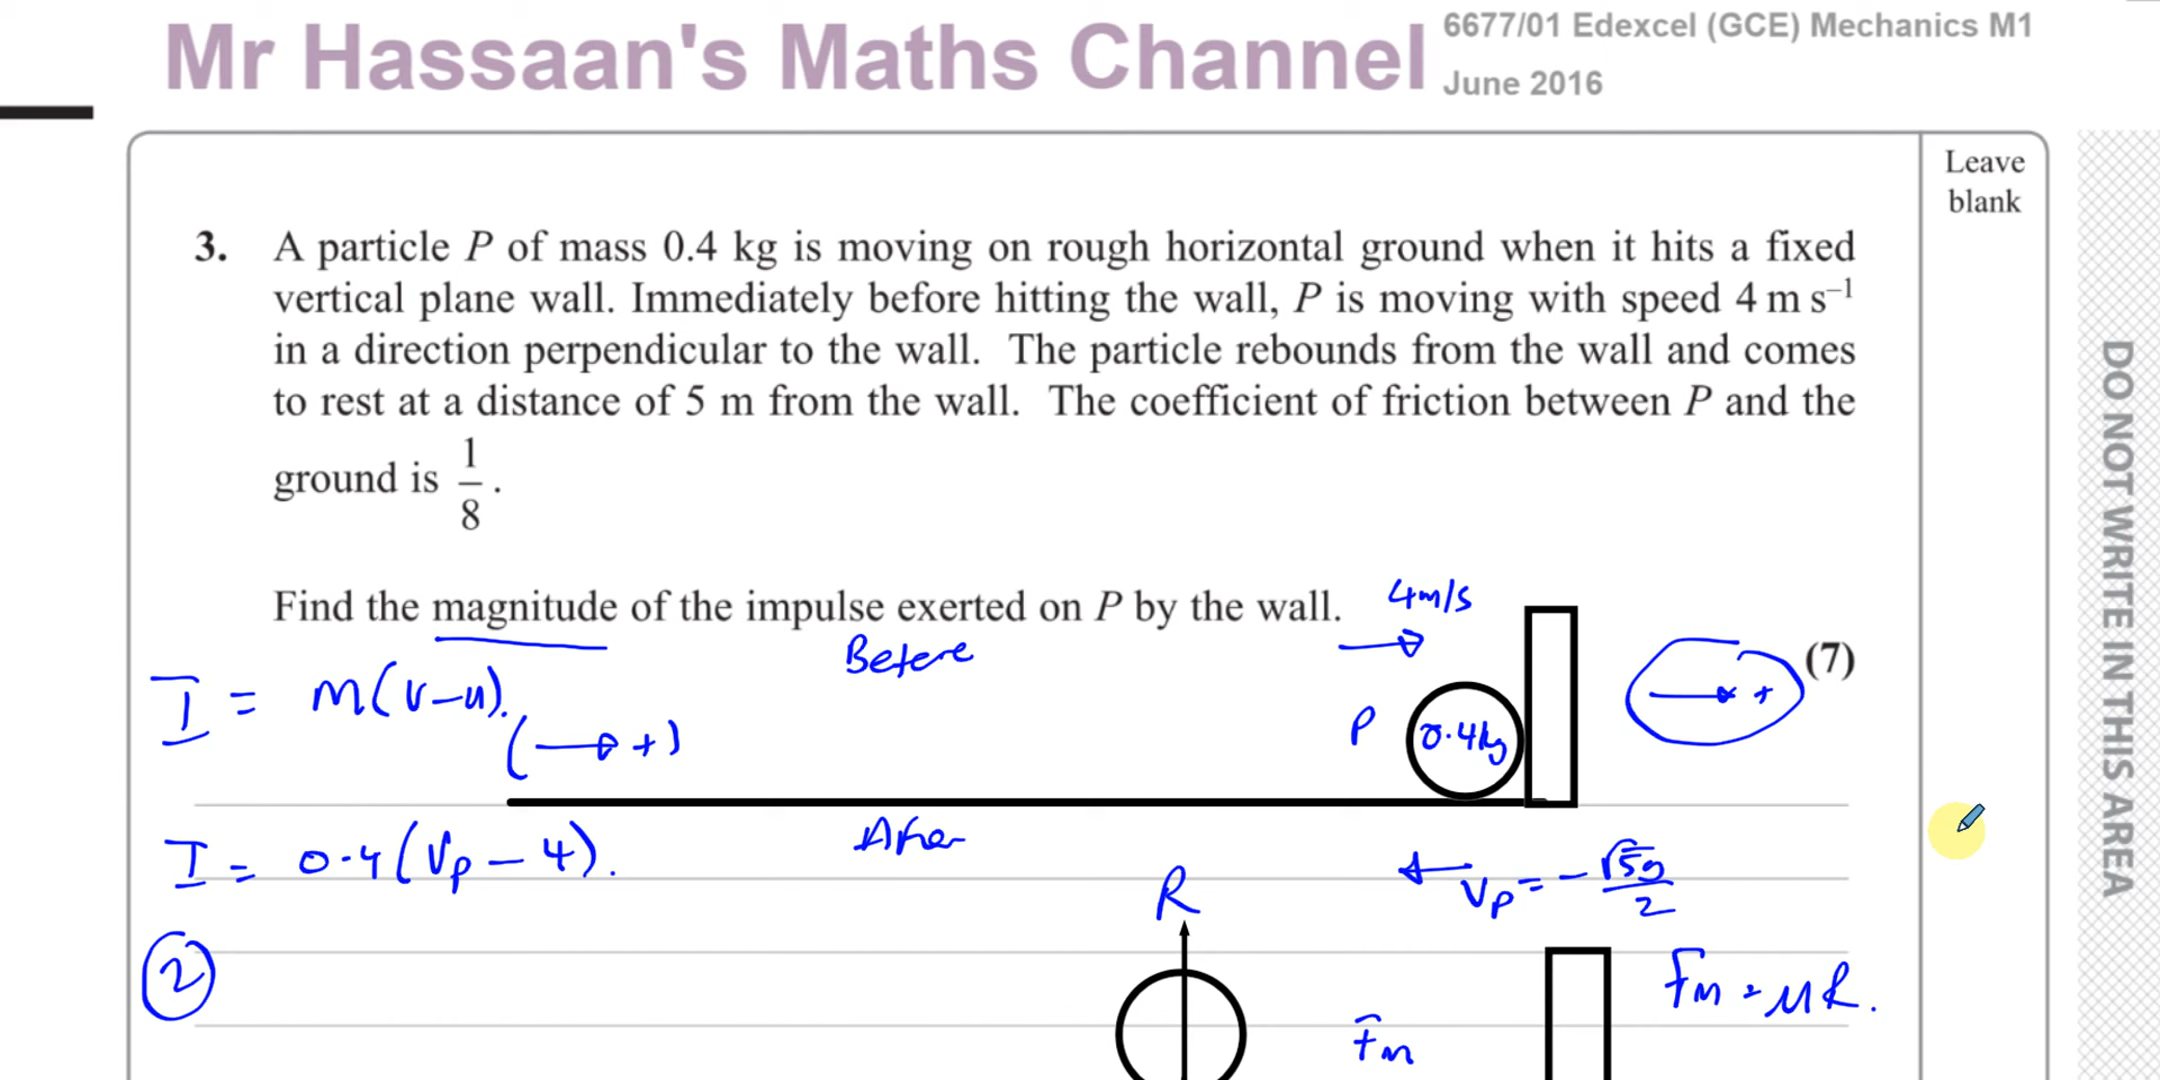 Mr Hassaan's Maths Channel
6677/01 Edexcel (GCE) Mechanics M1
June 2016
Leave
blank
3. A particle P of mass 0.4 kg is moving on rough horizontal ground when it hits a fixed
vertical plane wall. Immediately before hitting the wall, P is moving with speed 4 m s⁻¹
in a direction perpendicular to the wall. The particle rebounds from the wall and comes
to rest at a distance of 5 m from the wall. The coefficient of friction between P and the
ground is 1/8.
Find the magnitude of the impulse exerted on P by the wall.
(7)
4m/s
Before
I = m(v-u).
(→ +)
P
0.4kg
→ +
After
I = 0.4(Vp - 4).
← Vp = -√5g/2
R
2
Fm = μR.
Fm
DO NOT WRITE IN THIS AREA